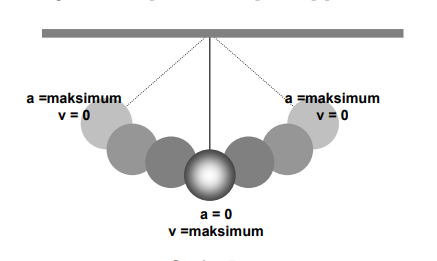 a =maksimum
v = 0
a =maksimum
v = 0
a = 0
v =maksimum